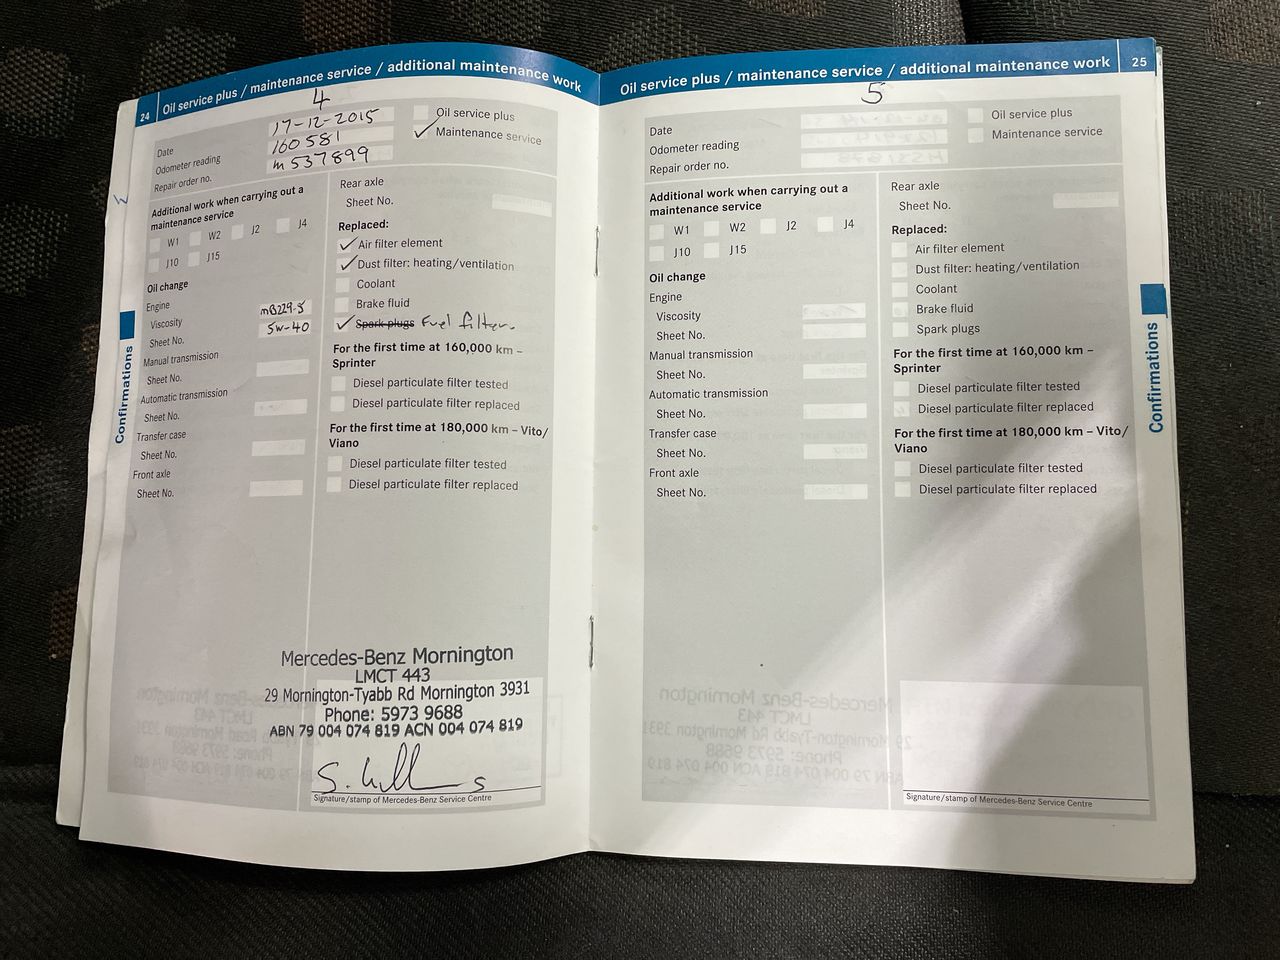 24 Oil service plus / maintenance service / additional maintenance work
4
Date 17-12-2015
Odometer reading 160581
Repair order no. m537899
Oil service plus
Maintenance service
Additional work when carrying out a
maintenance service
W1 W2 J2 J4
J10 J15
Oil change
Engine
Viscosity MB229.5
Sheet No. 5W-40
Manual transmission
Sheet No.
Automatic transmission
Sheet No.
Transfer case
Sheet No.
Front axle
Sheet No.
Rear axle
Sheet No.
Replaced:
Air filter element
Dust filter: heating/ventilation
Coolant
Brake fluid
Spark plugs Fuel filter
For the first time at 160,000 km –
Sprinter
Diesel particulate filter tested
Diesel particulate filter replaced
For the first time at 180,000 km – Vito/
Viano
Diesel particulate filter tested
Diesel particulate filter replaced
Confirmations
Mercedes-Benz Mornington
LMCT 443
29 Mornington-Tyabb Rd Mornington 3931
Phone: 5973 9688
ABN 79 004 074 819 ACN 004 074 819
Signature/stamp of Mercedes-Benz Service Centre
Oil service plus / maintenance service / additional maintenance work 25
5
Date
Odometer reading
Repair order no.
Oil service plus
Maintenance service
Additional work when carrying out a
maintenance service
W1 W2 J2 J4
J10 J15
Oil change
Engine
Viscosity
Sheet No.
Manual transmission
Sheet No.
Automatic transmission
Sheet No.
Transfer case
Sheet No.
Front axle
Sheet No.
Rear axle
Sheet No.
Replaced:
Air filter element
Dust filter: heating/ventilation
Coolant
Brake fluid
Spark plugs
For the first time at 160,000 km –
Sprinter
Diesel particulate filter tested
Diesel particulate filter replaced
For the first time at 180,000 km – Vito/
Viano
Diesel particulate filter tested
Diesel particulate filter replaced
Confirmations
Signature/stamp of Mercedes-Benz Service Centre